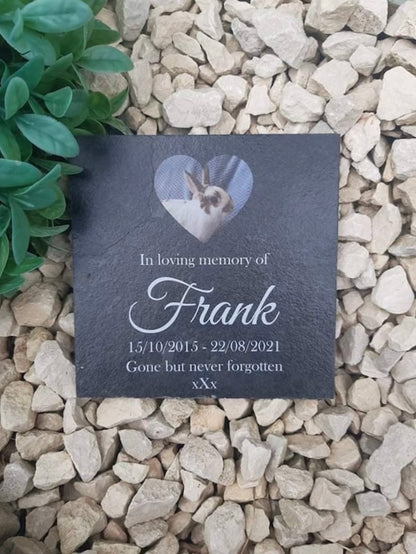 In loving memory of
Frank
15/10/2015 - 22/08/2021
Gone but never forgotten
xXx